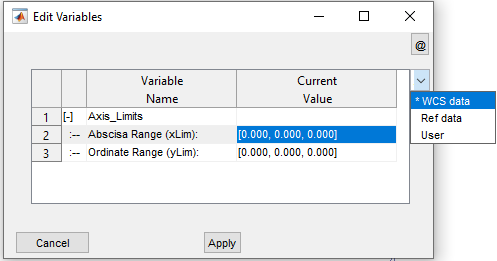 Edit Variables
@
Variable Name Current Value
1 [-] Axis_Limits
2 :-- Abscisa Range (xLim): [0.000, 0.000, 0.000]
3 :-- Ordinate Range (yLim): [0.000, 0.000, 0.000]
* WCS data
Ref data
User
Cancel Apply